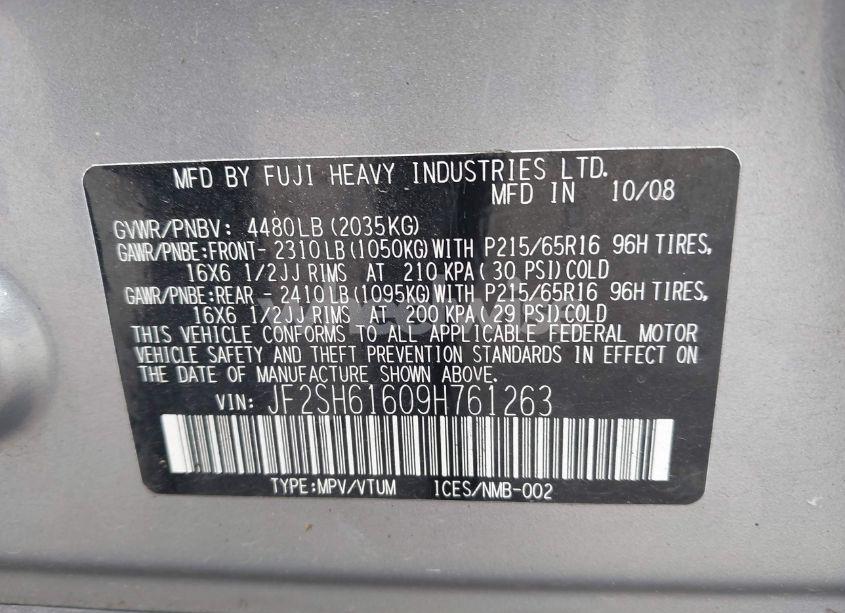 MFD BY FUJI HEAVY INDUSTRIES LTD.
MFD IN 10/08
GVWR/PNBV: 4480LB (2035KG)
GAWR/PNBE:FRONT- 2310LB(1050KG)WITH P215/65R16 96H TIRES,
16X6 1/2JJ RIMS AT 210 KPA( 30 PSI)COLD
GAWR/PNBE:REAR - 2410LB(1095KG)WITH P215/65R16 96H TIRES,
16X6 1/2JJ RIMS AT 200 KPA(29 PSI)COLD
THIS VEHICLE CONFORMS TO ALL APPLICABLE FEDERAL MOTOR
VEHICLE SAFETY AND THEFT PREVENTION STANDARDS IN EFFECT ON
THE DATE OF MANUFACTURE SHOWN ABOVE.
VIN: JF2SH61609H761263
TYPE:MPV/VTUM ICES/NMB-002